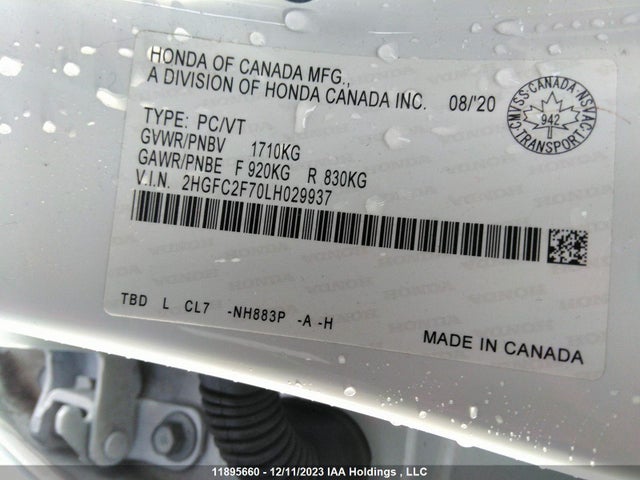 HONDA OF CANADA MFG.,
A DIVISION OF HONDA CANADA INC. 08/'20
TYPE: PC/VT
GVWR/PNBV 1710KG
GAWR/PNBE F 920KG R 830KG
V.I.N. 2HGFC2F70LH029937
CMVSS·CANADA·NSVAC
942
TRANSPORT
TBD L CL7 -NH883P -A -H
MADE IN CANADA
11895660 - 12/11/2023 IAA Holdings , LLC